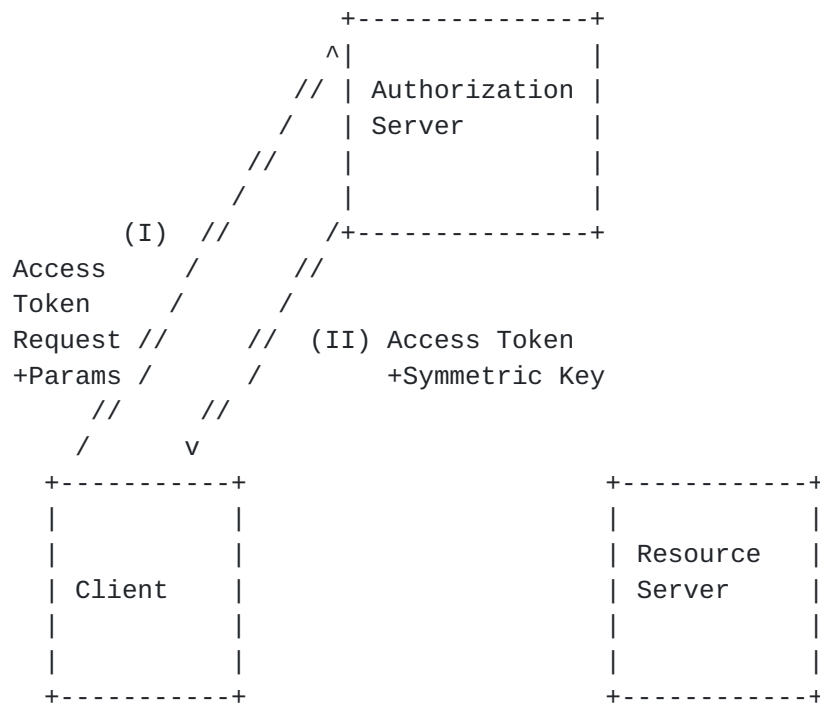 Authorization
Server
(I)
Access
Token
Request
+Params
(II) Access Token
+Symmetric Key
Client
Resource
Server